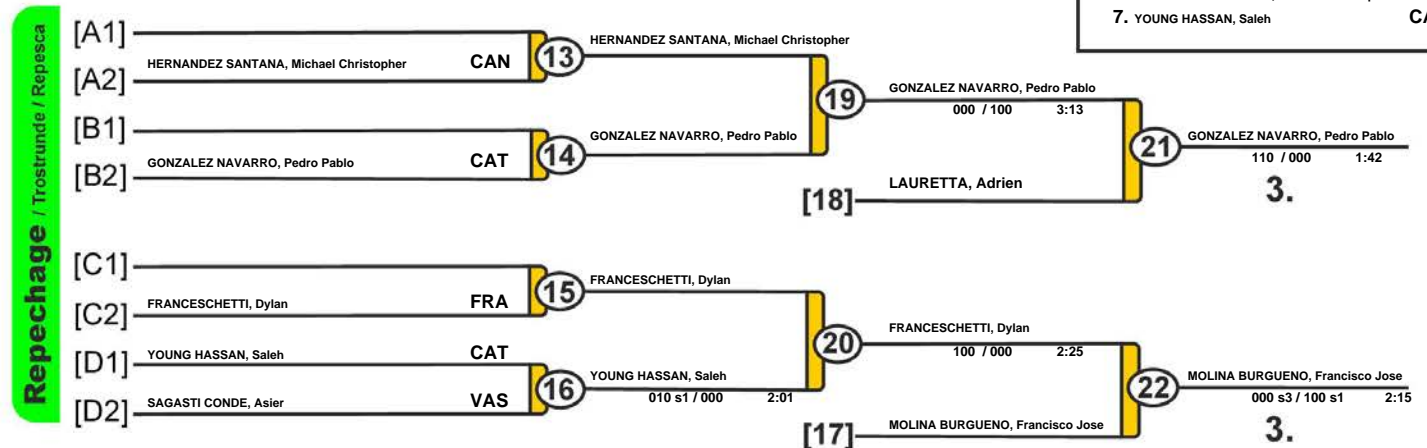 7. YOUNG HASSAN, Saleh
Repechage / Trostrunde / Repesca
[A1]
HERNANDEZ SANTANA, Michael Christopher CAN
[A2]
13
HERNANDEZ SANTANA, Michael Christopher
[B1]
GONZALEZ NAVARRO, Pedro Pablo CAT
[B2]
14
GONZALEZ NAVARRO, Pedro Pablo
19
GONZALEZ NAVARRO, Pedro Pablo
000 / 100 3:13
[18] LAURETTA, Adrien
21
GONZALEZ NAVARRO, Pedro Pablo
110 / 000 1:42
3.
[C1]
FRANCESCHETTI, Dylan FRA
[C2]
15
FRANCESCHETTI, Dylan
[D1] YOUNG HASSAN, Saleh CAT
[D2] SAGASTI CONDE, Asier VAS
16
YOUNG HASSAN, Saleh
010 s1 / 000 2:01
20
FRANCESCHETTI, Dylan
100 / 000 2:25
[17] MOLINA BURGUENO, Francisco Jose
22
MOLINA BURGUENO, Francisco Jose
000 s3 / 100 s1 2:15
3.